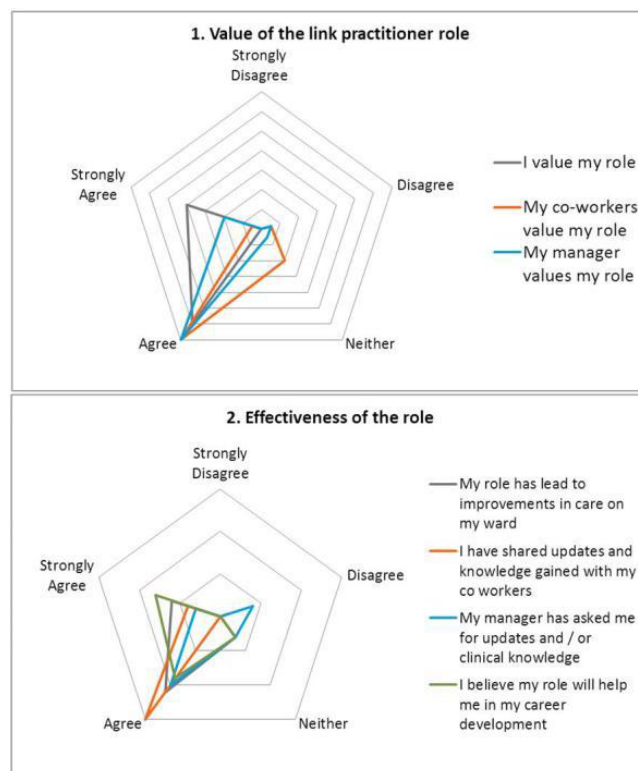 1. Value of the link practitioner role
Strongly
Disagree
Strongly
Agree
Disagree
I value my role
My co-workers
value my role
My manager
values my role
Agree
Neither
2. Effectiveness of the role
Strongly
Disagree
Strongly
Agree
Disagree
My role has lead to
improvements in care on
my ward
I have shared updates and
knowledge gained with my
co workers
My manager has asked me
for updates and / or
clinical knowledge
I believe my role will help
me in my career
development
Agree
Neither